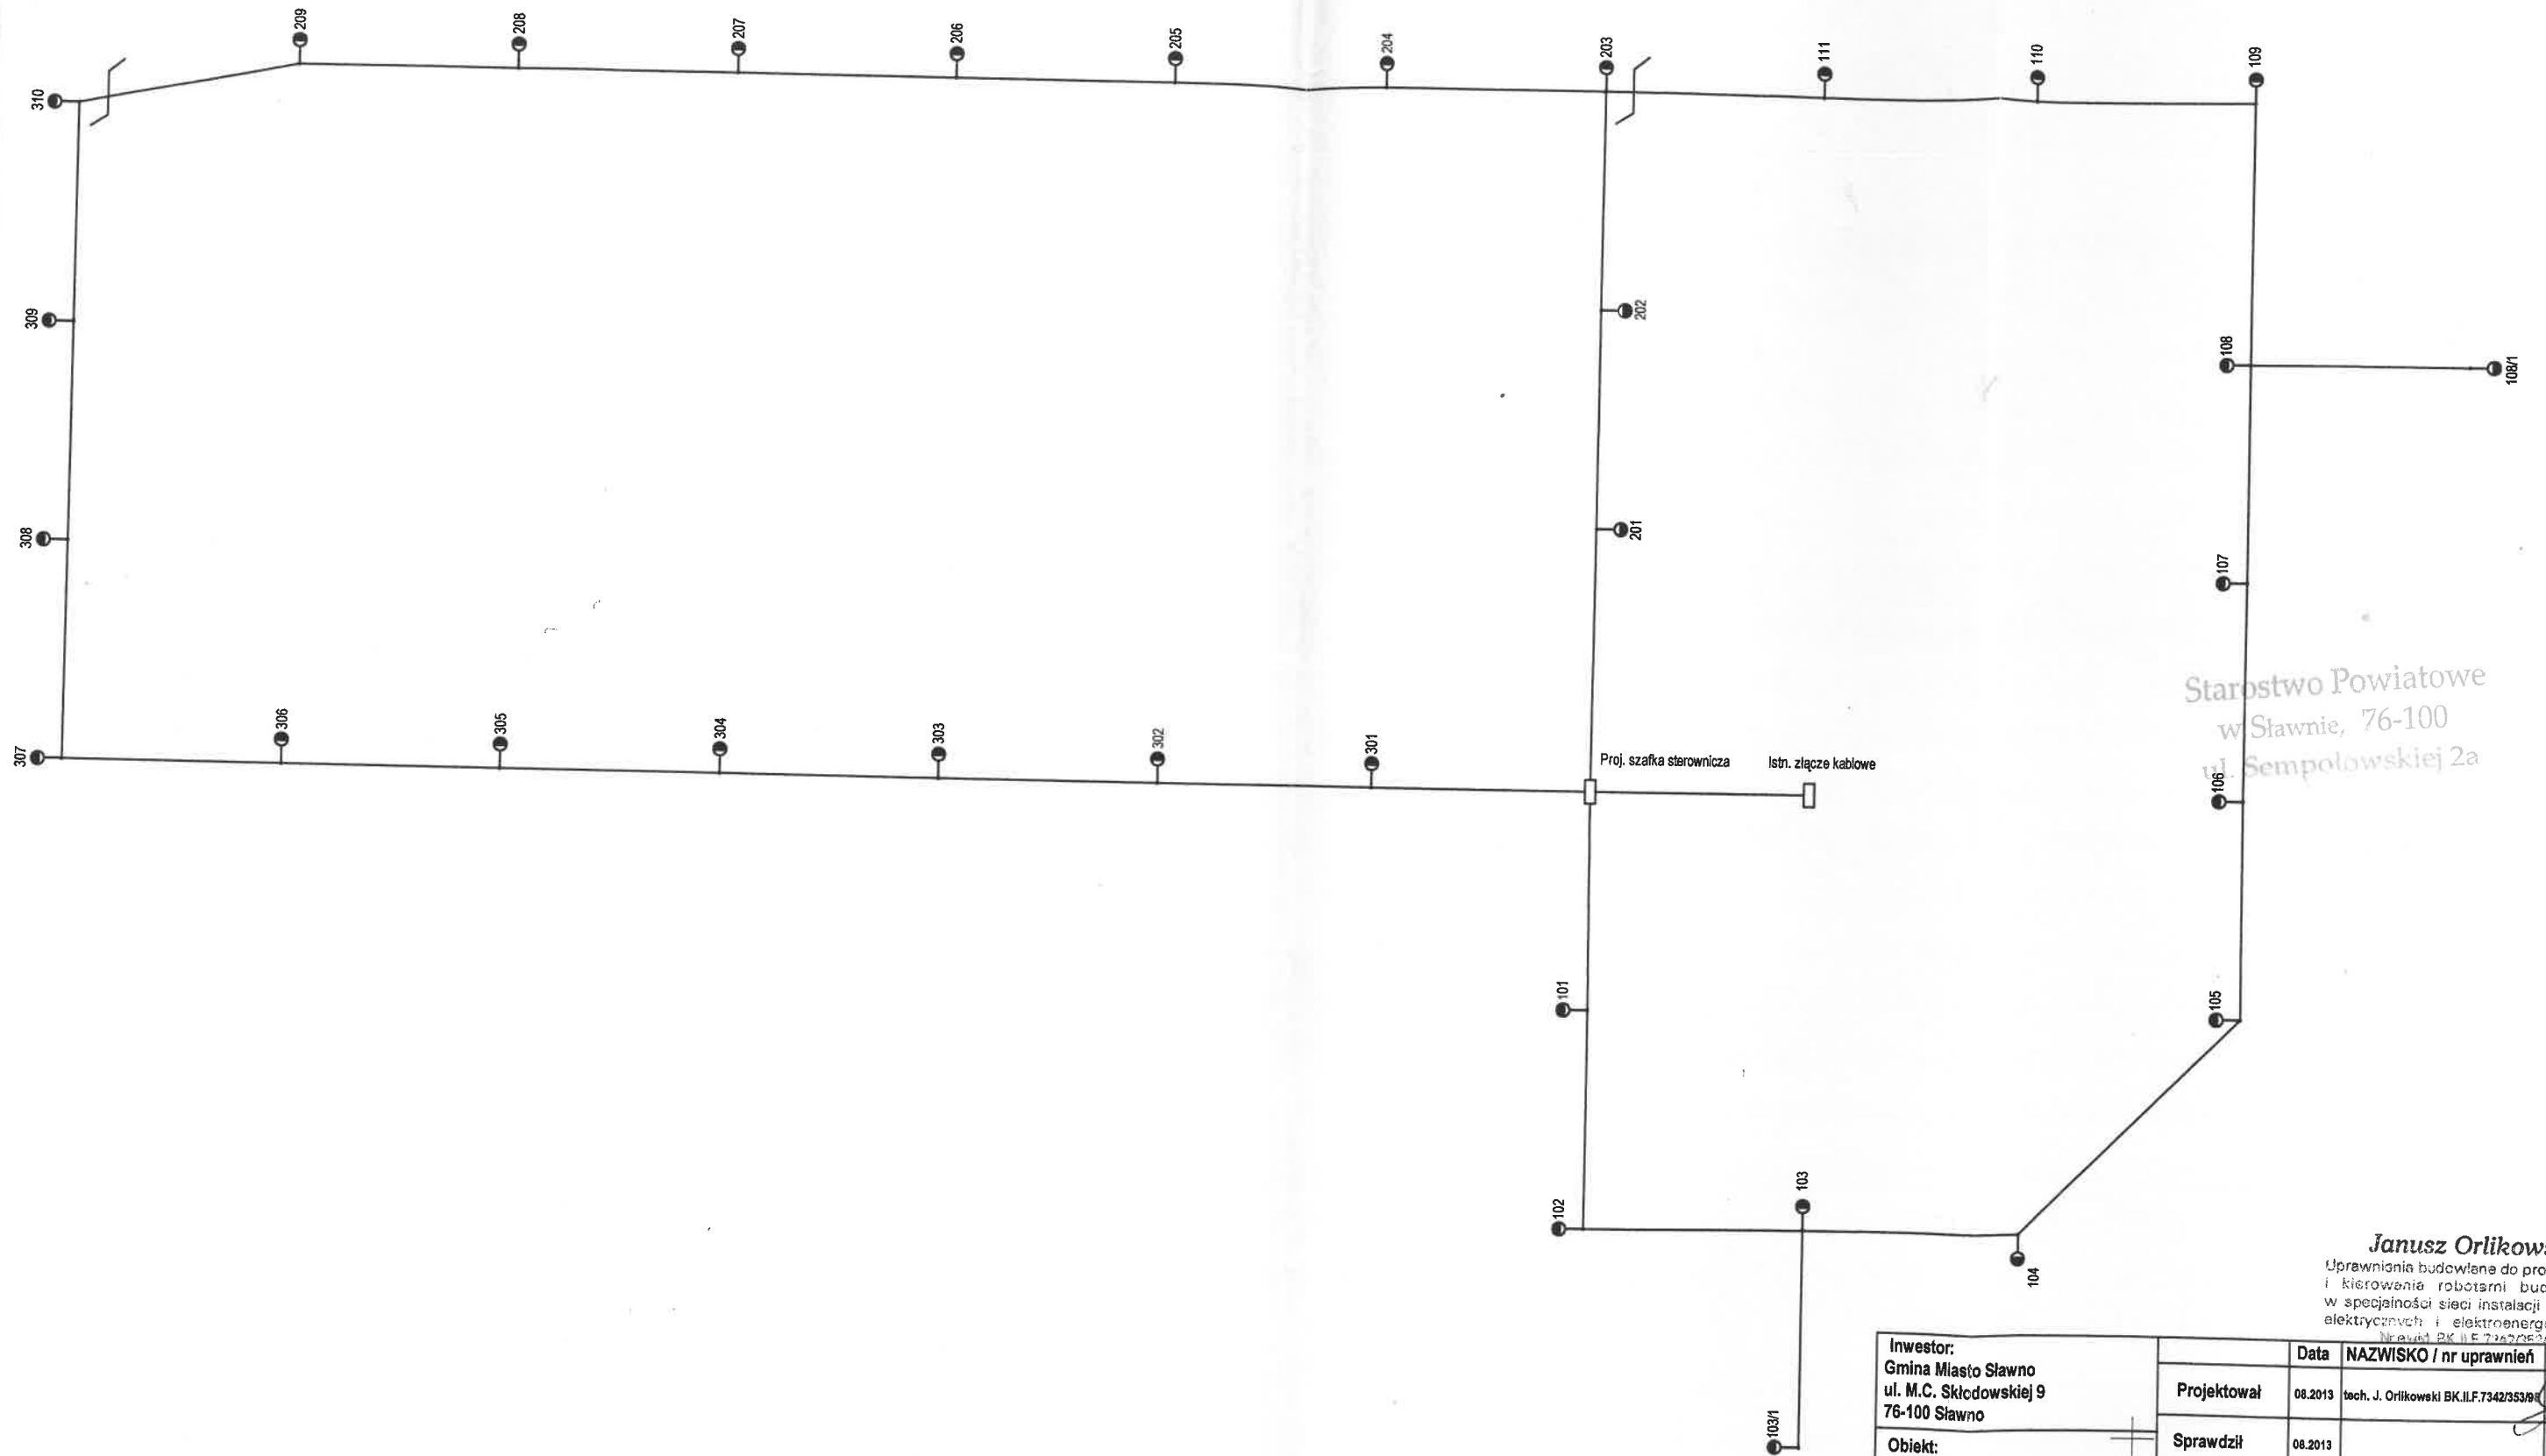 209
208
207
206
205
204
203
111
110
109
310
309
308
307
202
201
108
108/1
107
106
105
306
305
304
303
302
301
Proj. szafka sterownicza
Istn. złącze kablowe
Starostwo Powiatowe
w Sławnie, 76-100
ul. Sempołowskiej 2a
101
102
103
104
103/1
Janusz Orlikows
Uprawnienia budowlane do pro
i kierowania robotami bud
w specjalności sieci instalacji
elektrycznych i elektroenerg
Inwestor:
Gmina Miasto Sławno
ul. M.C. Skłodowskiej 9
76-100 Sławno
Obiekt:
Data
NAZWISKO / nr uprawnień
Projektował
08.2013
tech. J. Orlikowski BK.II.F.7342/353/98
Sprawdził
08.2013